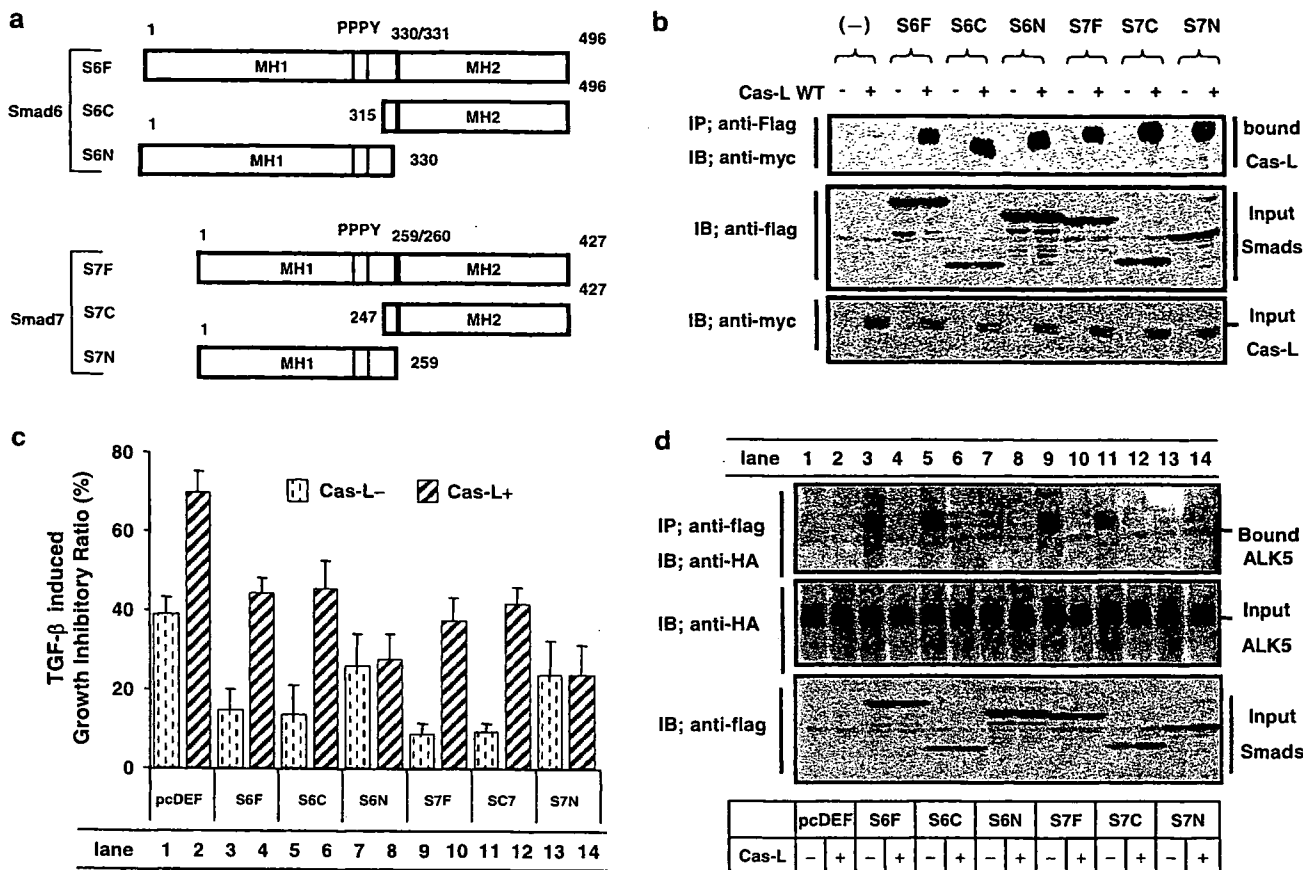 a
1
PPPY
330/331
496
S6F
MH1
MH2
496
Smad6
S6C
315
MH2
1
S6N
MH1
330
1
PPPY
259/260
427
S7F
MH1
MH2
427
Smad7
S7C
247
MH2
1
S7N
MH1
259
b
(−) S6F S6C S6N S7F S7C S7N
Cas-L WT - + - + - + - + - + - + - +
IP; anti-Flag
IB; anti-myc
bound
Cas-L
IB; anti-flag
Input
Smads
IB; anti-myc
Input
Cas-L
c
TGF-β induced
Growth Inhibitory Ratio (%)
80
60
40
20
0
Cas-L− Cas-L+
pcDEF S6F S6C S6N S7F SC7 S7N
lane 1 2 3 4 5 6 7 8 9 10 11 12 13 14
d
lane 1 2 3 4 5 6 7 8 9 10 11 12 13 14
IP; anti-flag
IB; anti-HA
Bound
ALK5
IB; anti-HA
Input
ALK5
IB; anti-flag
Input
Smads
pcDEF S6F S6C S6N S7F S7C S7N
Cas-L − + − + − + − + − + − + − +